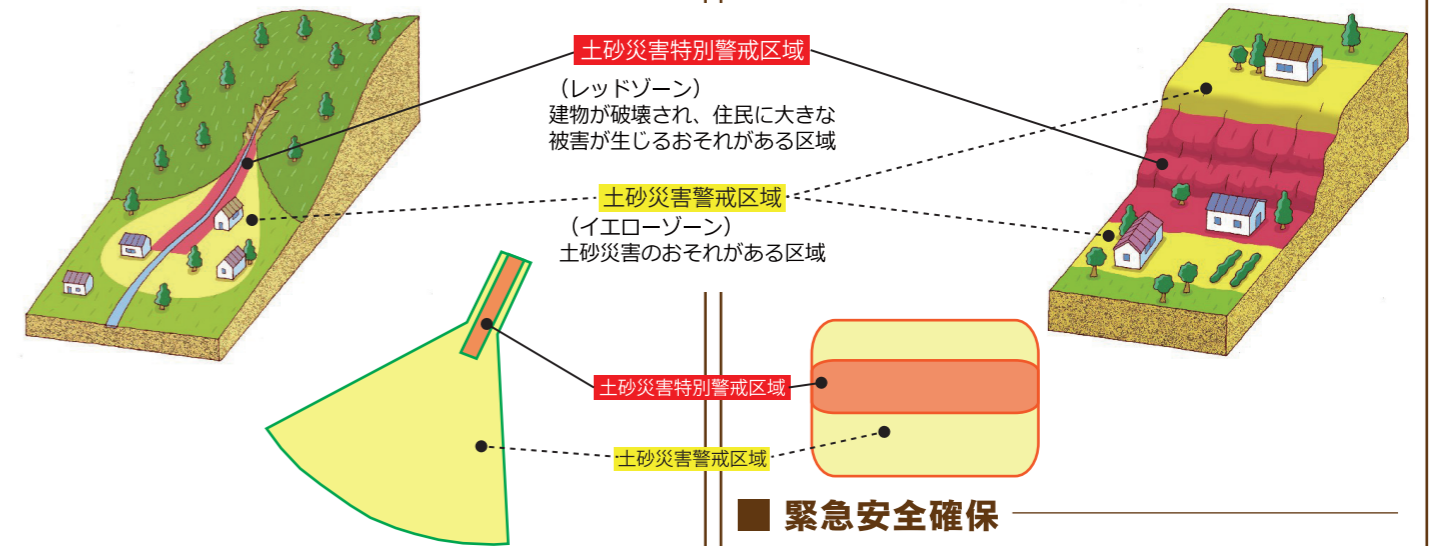 土砂災害特別警戒区域
（レッドゾーン）
建物が破壊され、住民に大きな
被害が生じるおそれがある区域
土砂災害警戒区域
（イエローゾーン）
土砂災害のおそれがある区域
土砂災害特別警戒区域
土砂災害警戒区域
■ 緊急安全確保